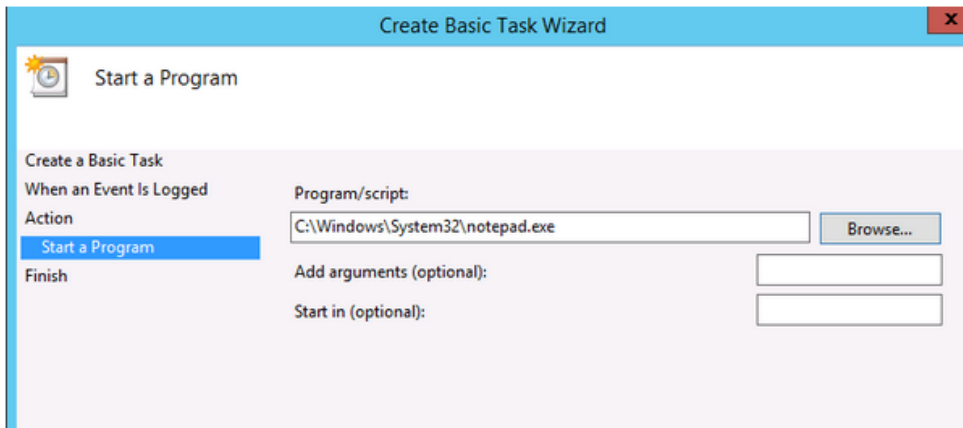 Create Basic Task Wizard
x
Start a Program
Create a Basic Task
When an Event Is Logged
Action
Start a Program
Finish
Program/script:
C:\Windows\System32\notepad.exe
Browse...
Add arguments (optional):
Start in (optional):